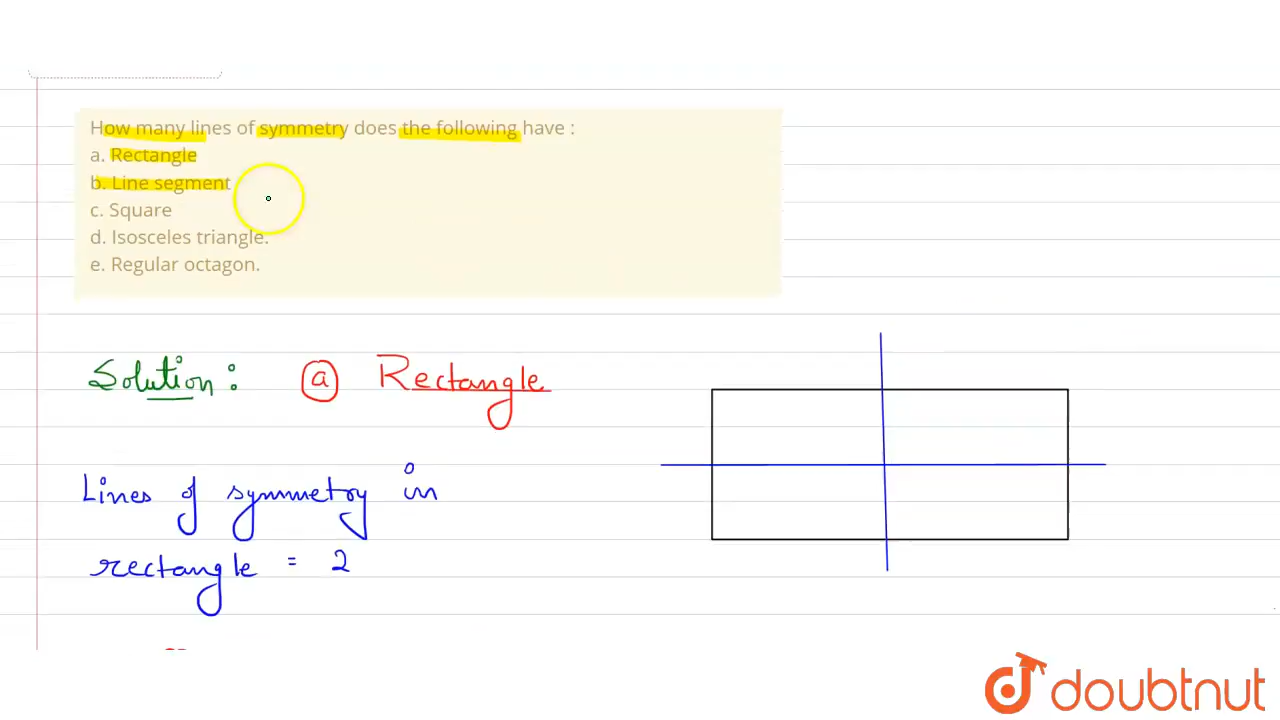 How many lines of symmetry does the following have :
a. Rectangle
b. Line segment
c. Square
d. Isosceles triangle.
e. Regular octagon.
Solution : (a) Rectangle
Lines of symmetry in
rectangle = 2
doubtnut